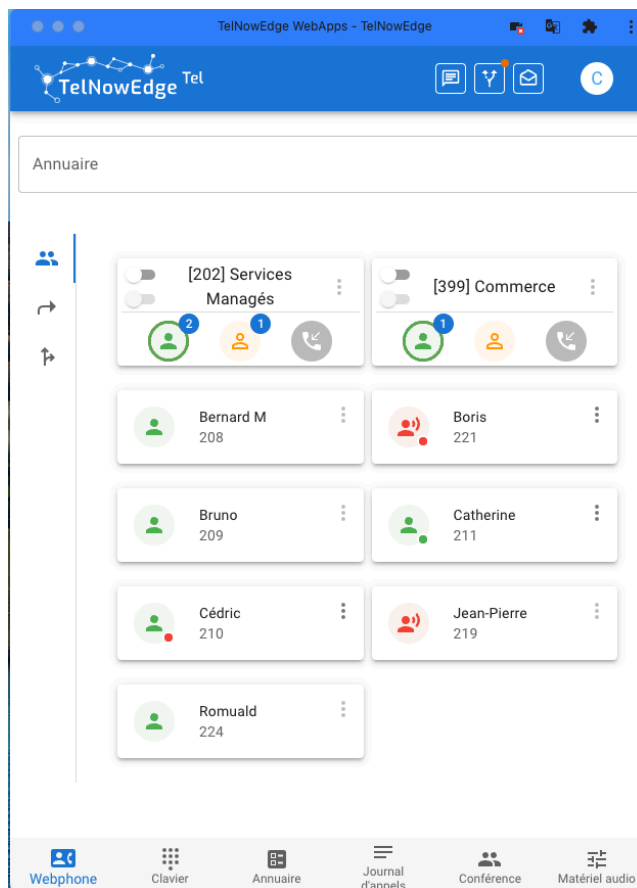 TelNowEdge WebApps - TelNowEdge
TelNowEdge Tel
C
Annuaire
[202] Services
Managés
2
1
[399] Commerce
1
Bernard M
208
Boris
221
Bruno
209
Catherine
211
Cédric
210
Jean-Pierre
219
Romuald
224
Webphone
Clavier
Annuaire
Journal
d'appels
Conférence
Matériel audio